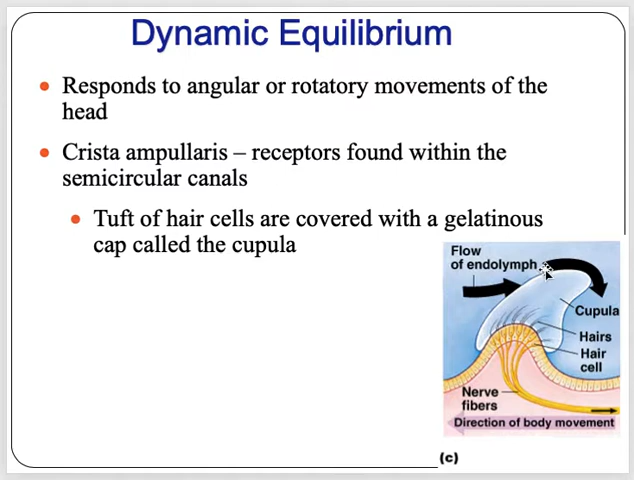 Dynamic Equilibrium
Responds to angular or rotatory movements of the
head
Crista ampullaris – receptors found within the
semicircular canals
Tuft of hair cells are covered with a gelatinous
cap called the cupula
Flow
of endolymph
Cupula
Hairs
Hair
cell
Nerve
fibers
Direction of body movement
(c)